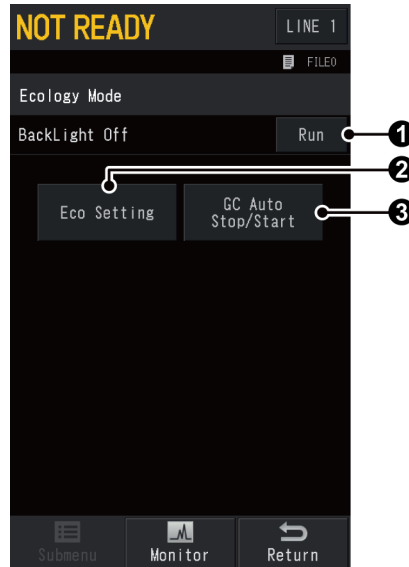 NOT READY LINE 1
FILE0
Ecology Mode
BackLight Off Run 1
2
Eco Setting GC Auto 3
Stop/Start
Submenu Monitor Return